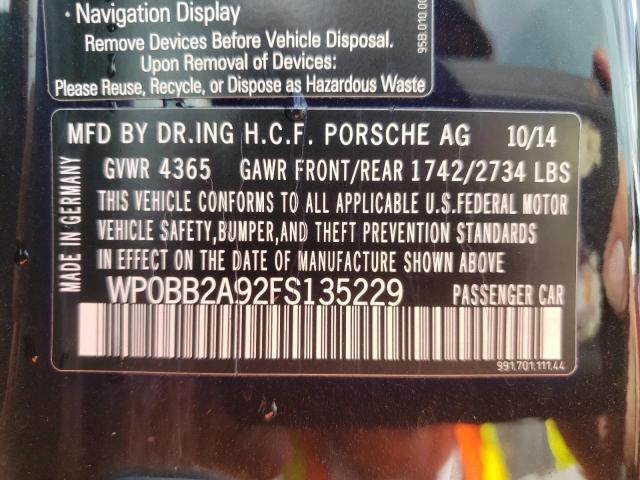 • Navigation Display
Remove Devices Before Vehicle Disposal.
Upon Removal of Devices:
Please Reuse, Recycle, or Dispose as Hazardous Waste
95B.010.00
MFD BY DR.ING H.C.F. PORSCHE AG 10/14
GVWR 4365 GAWR FRONT/REAR 1742/2734 LBS
THIS VEHICLE CONFORMS TO ALL APPLICABLE U.S.FEDERAL MOTOR
VEHICLE SAFETY,BUMPER,AND THEFT PREVENTION STANDARDS
IN EFFECT ON THE DATE OF MANUFACTURE SHOWN ABOVE.
WP0BB2A92FS135229 PASSENGER CAR
MADE IN GERMANY
991.701.111.44